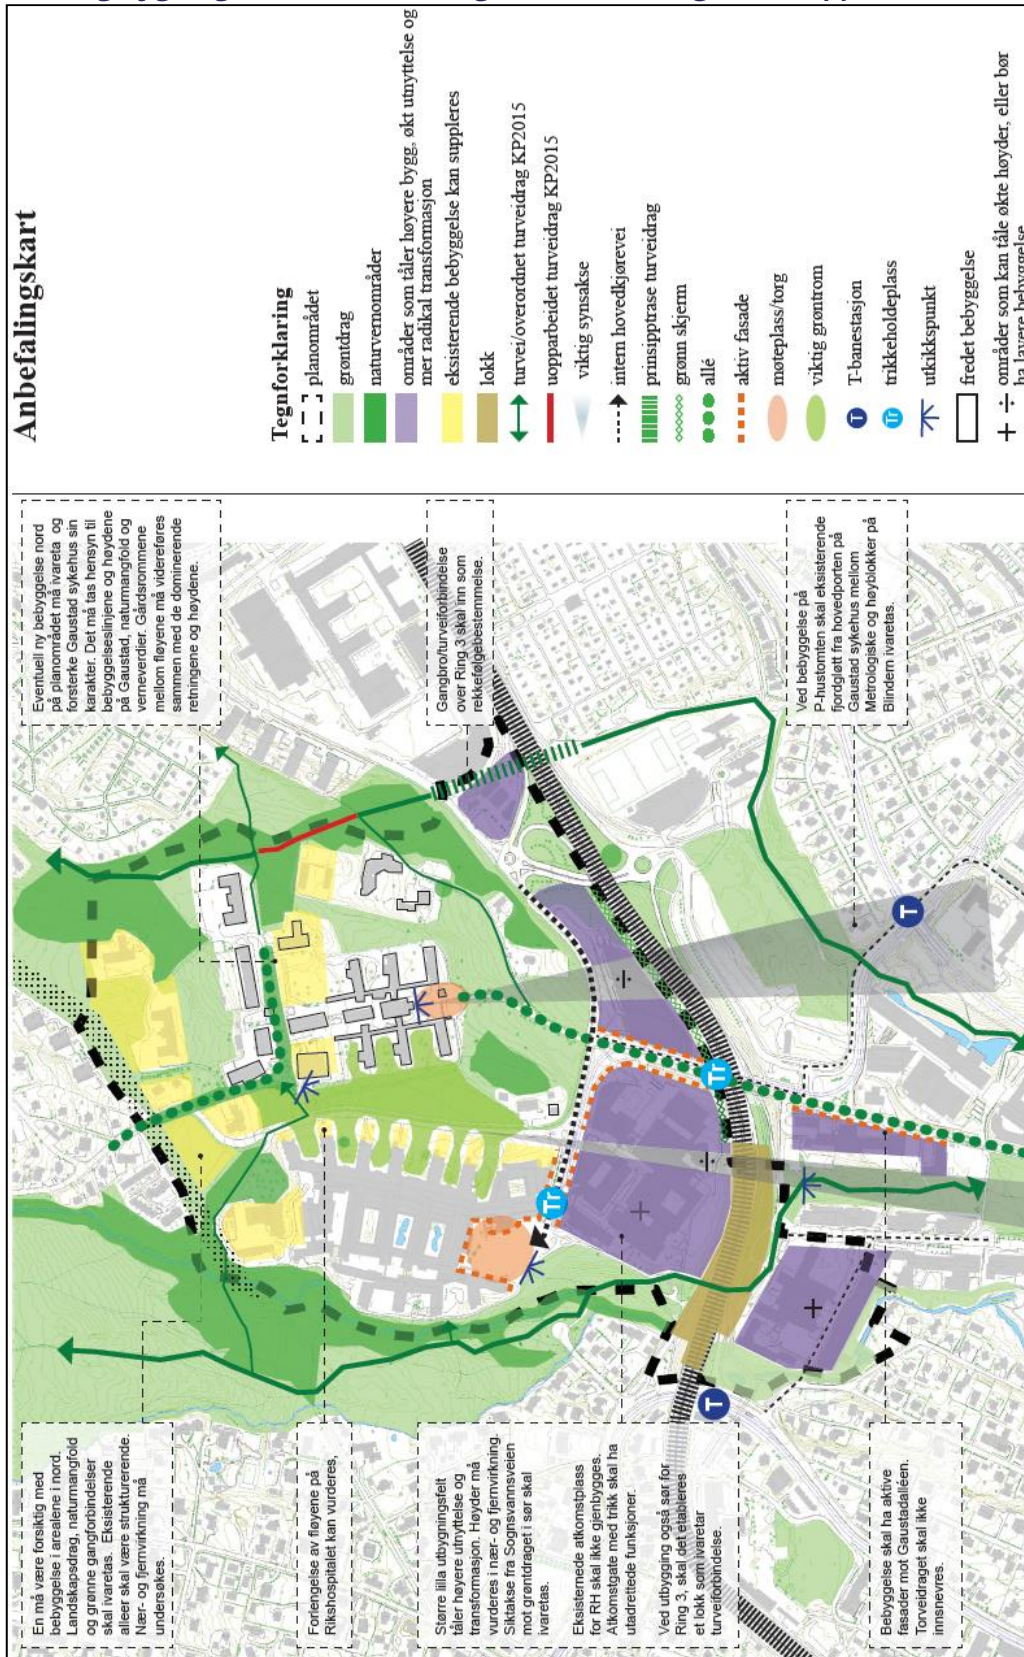 Anbefalingskart
Tegnforklaring
planområdet
grøntdrag
naturvernområder
områder som tåler høyere bygg, økt utnyttelse og
mer radikal transformasjon
eksisterende bebyggelse kan suppleres
lokk
turvei/overordnet turveidrag KP2015
uopparbeidet turveidrag KP2015
viktig synsakse
intern hovedkjørevei
prinsipptrase turveidrag
grønn skjerm
allé
aktiv fasade
møteplass/torg
viktig grøntrom
T
T-banestasjon
Tr
trikkeholdeplass
utkikkspunkt
fredet bebyggelse
+ ÷ områder som kan tåle økte høyder, eller bør
ha lavere bebyggelse
Eventuell ny bebyggelse nord
på planområdet må ivareta og
forsterke Gaustad sykehus sin
karakter. Det må tas hensyn til
bebyggelseslinjene og høydene
på Gaustad, naturmangfold og
verneverdier. Gårdsrommene
mellom fløyene må videreføres
sammen med de dominerende
retningene og høydene.
Gangbro/turveiforbindelse
over Ring 3 skal inn som
rekkefølgebestemmelse.
Ved bebyggelse på
P-hustomten skal eksisterende
fjordgløtt fra hovedporten på
Gaustad sykehus mellom
Metrologiske og høyblokker på
Blindern ivaretas.
En må være forsiktig med
bebyggelse i arealene i nord.
Landskapsdrag, naturmangfold
og grønne gangforbindelser
skal ivaretas. Eksisterende
alleer skal være strukturerende.
Nær- og fjernvirkning må
undersøkes.
Forlengelse av fløyene på
Rikshospitalet kan vurderes,
Større lilla utbygningsfelt
tåler høyere utnyttelse og
transformasjon. Høyder må
vurderes i nær- og fjernvirkning.
Siktakse fra Sognsvannsveien
mot grøntdraget i sør skal
ivaretas.
Eksisternede atkomstplass
for RH skal ikke gjenbygges.
Atkomstgate med trikk skal ha
utadrettede funksjoner.
Ved utbygging også sør for
Ring 3, skal det etableres
et lokk som ivaretar
turveiforbindelse.
Bebyggelse skal ha aktive
fasader mot Gaustadalléen.
Torveidraget skal ikke
innsnevres.
Tr
Tr
T
T
÷
÷
+
+